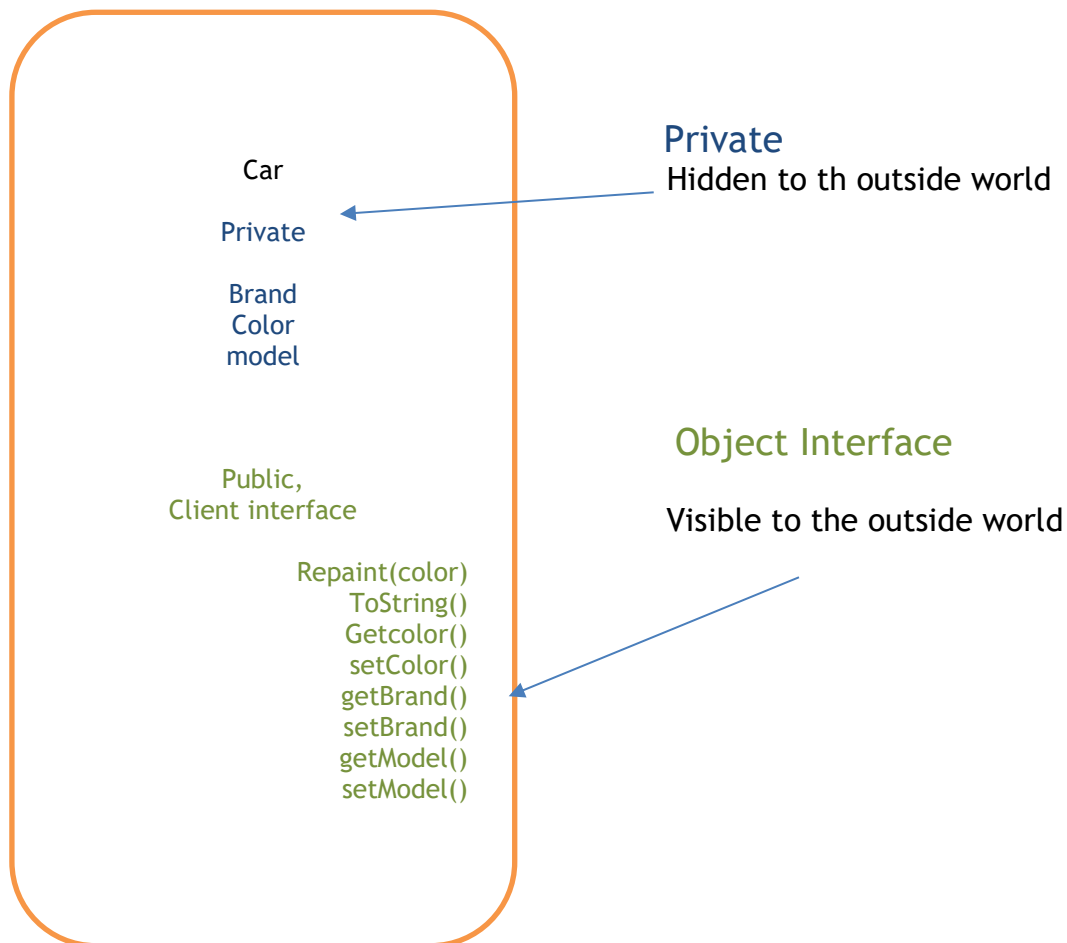 Car
Private
Brand
Color
model
Public,
Client interface
Repaint(color)
ToString()
Getcolor()
setColor()
getBrand()
setBrand()
getModel()
setModel()
Private
Hidden to th outside world
Object Interface
Visible to the outside world